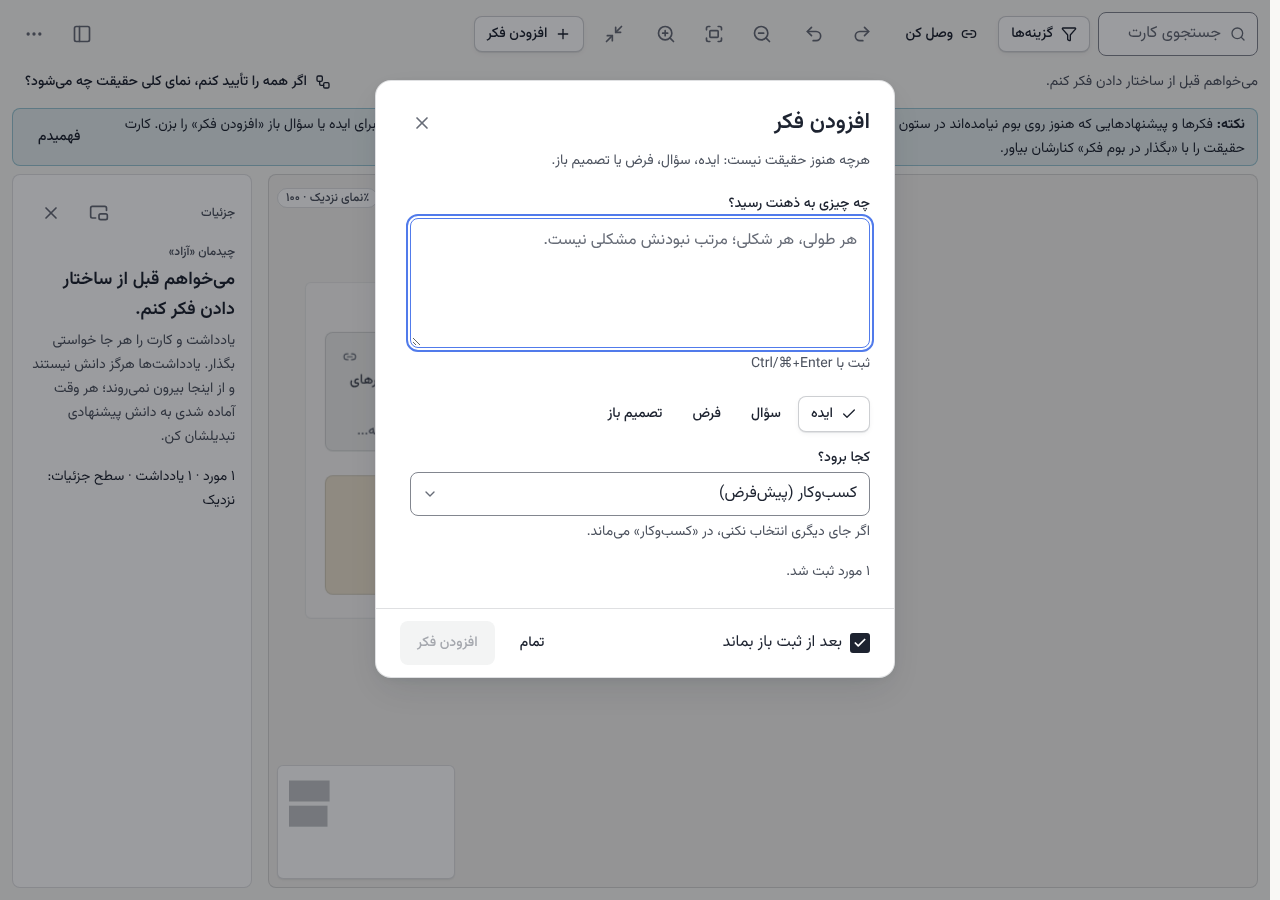 جستجوی کارت
گزینه‌ها
وصل کن
افزودن فکر
می‌خواهم قبل از ساختار دادن فکر کنم.
اگر همه را تأیید کنم، نمای کلی حقیقت چه می‌شود؟
نکته: فکرها و پیشنهادهایی که هنوز روی بوم نیامده‌اند در ستون
برای ایده یا سؤال باز «افزودن فکر» را بزن. کارت
حقیقت را با «بگذار در بوم فکر» کنارشان بیاور.
فهمیدم
افزودن فکر
هرچه هنوز حقیقت نیست: ایده، سؤال، فرض یا تصمیم باز.
چه چیزی به ذهنت رسید؟
هر طولی، هر شکلی؛ مرتب نبودنش مشکلی نیست.
ثبت با Ctrl/⌘+Enter
ایده
سؤال
فرض
تصمیم باز
کجا برود؟
کسب‌وکار (پیش‌فرض)
اگر جای دیگری انتخاب نکنی، در «کسب‌وکار» می‌ماند.
۱ مورد ثبت شد.
بعد از ثبت باز بماند
تمام
افزودن فکر
نمای نزدیک · ۱۰۰٪
جزئیات
چیدمان «آزاد»
می‌خواهم قبل از ساختار
دادن فکر کنم.
یادداشت و کارت را هر جا خواستی
بگذار. یادداشت‌ها هرگز دانش نیستند
و از اینجا بیرون نمی‌روند؛ هر وقت
آماده شدی به دانش پیشنهادی
تبدیلشان کن.
۱ مورد · ۱ یادداشت · سطح جزئیات:
نزدیک